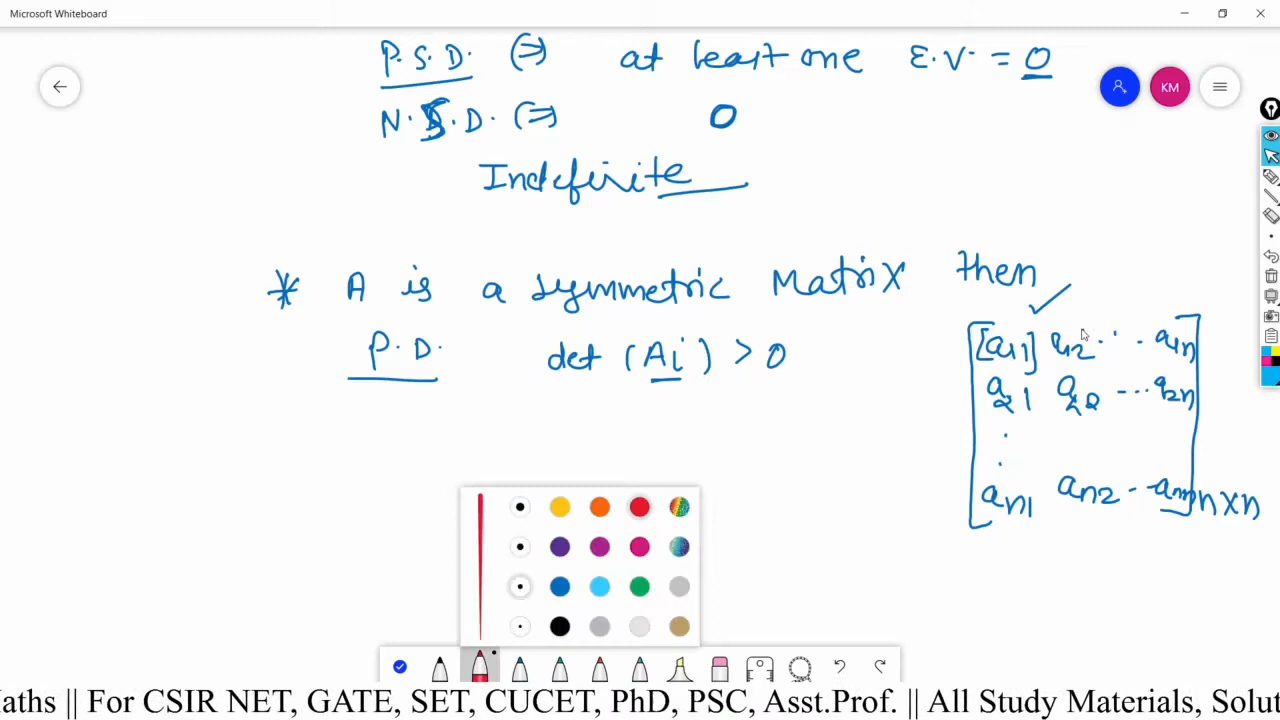 Microsoft Whiteboard
P.S.D. (⇒) at least one E.V. = 0
KM
N.S.D. (⇒) 0
Indefinite
* A is a symmetric Matrix then
P.D. det (Ai) > 0
[a11] a12 . . . a1n
a21 a22 ... a2n
.
.
an1 an2 - - ann n×n
Maths || For CSIR NET, GATE, SET, CUCET, PhD, PSC, Asst.Prof. || All Study Materials, Solut